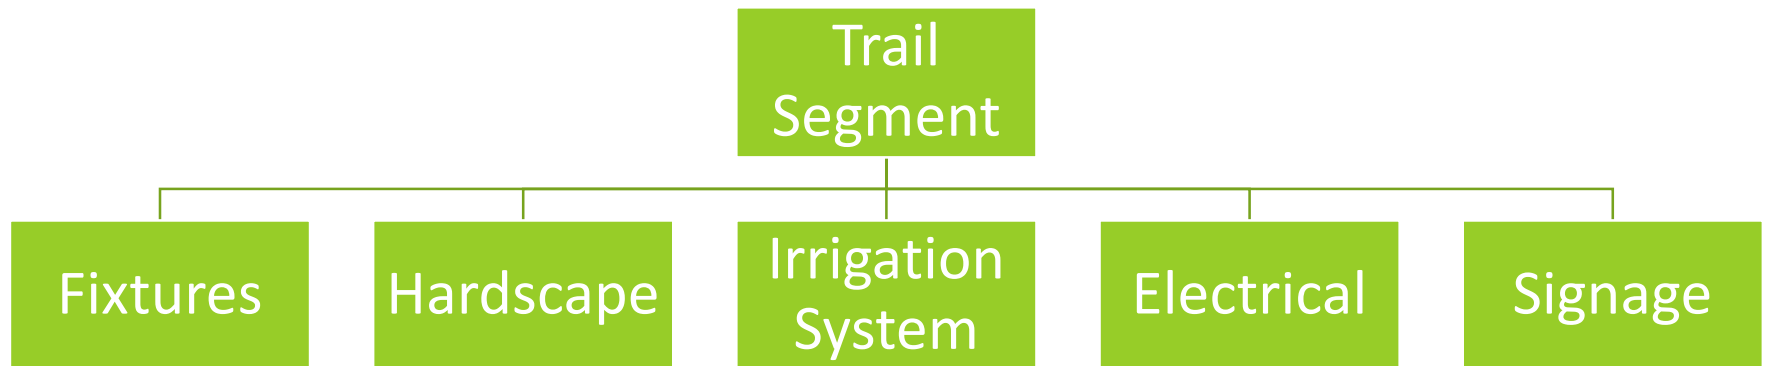 Trail
Segment
Fixtures
Hardscape
Irrigation
System
Electrical
Signage